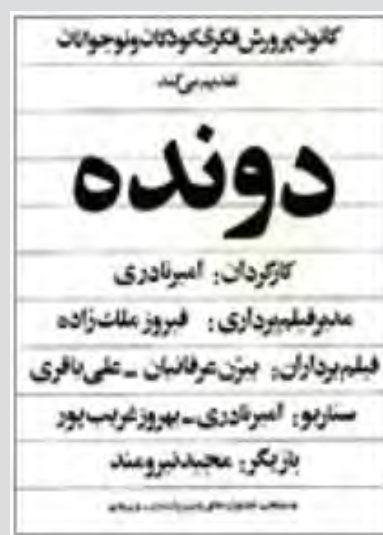 کانون پرورش فکری کودکان و نوجوانان
تقدیم می‌کند
دونده
کارگردان: امیر نادری
مدیر فیلمبرداری: فیروز ملک‌زاده
فیلمبرداران: بیژن عرفانیان - علی باقری
سناریو: امیر نادری - بهروز غریب‌پور
بازیگر: مجید نیرومند